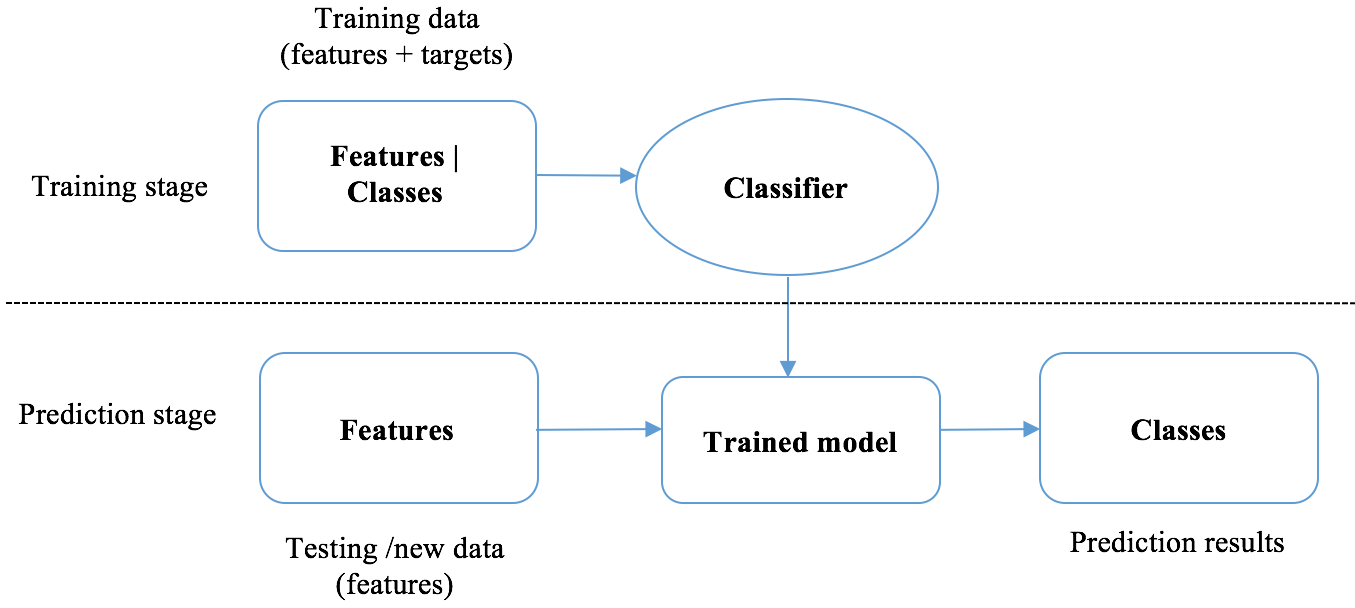 Training data
(features + targets)
Training stage
Features |
Classes
Classifier
Prediction stage
Features
Trained model
Classes
Testing /new data
(features)
Prediction results